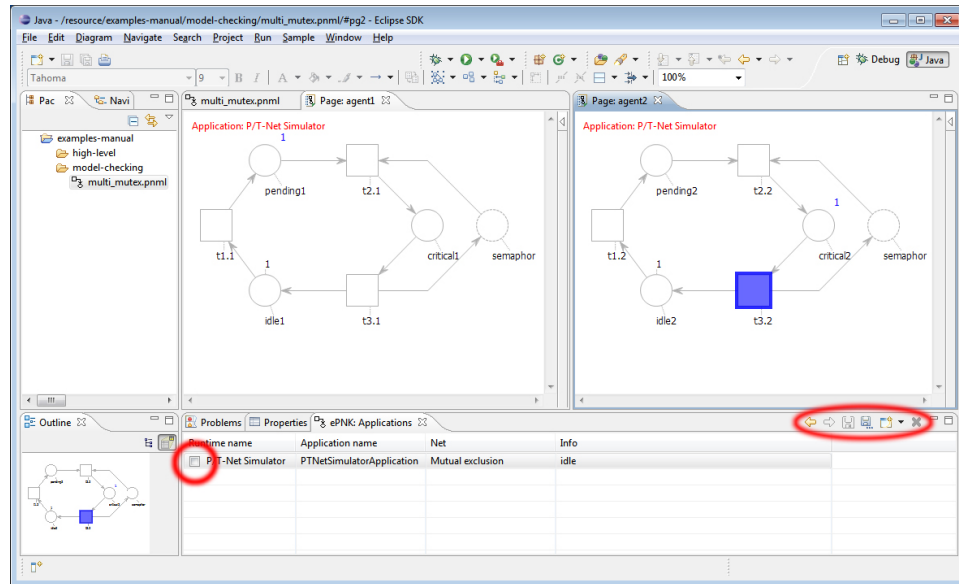 Java - /resource/examples-manual/model-checking/multi_mutex.pnml/#pg2 - Eclipse SDK
File Edit Diagram Navigate Search Project Run Sample Window Help
Debug Java
Tahoma 9 B I A 100%
Pac Navi multi_mutex.pnml Page: agent1 Page: agent2
examples-manual
high-level
model-checking
multi_mutex.pnml
Application: P/T-Net Simulator
1
pending1
t2.1
t1.1
critical1
semaphor
1
idle1
t3.1
Application: P/T-Net Simulator
pending2
t2.2
1
t1.2
critical2
semaphor
1
idle2
t3.2
Outline
Problems Properties ePNK: Applications
Runtime name Application name Net Info
P/T-Net Simulator PTNetSimulatorApplication Mutual exclusion idle